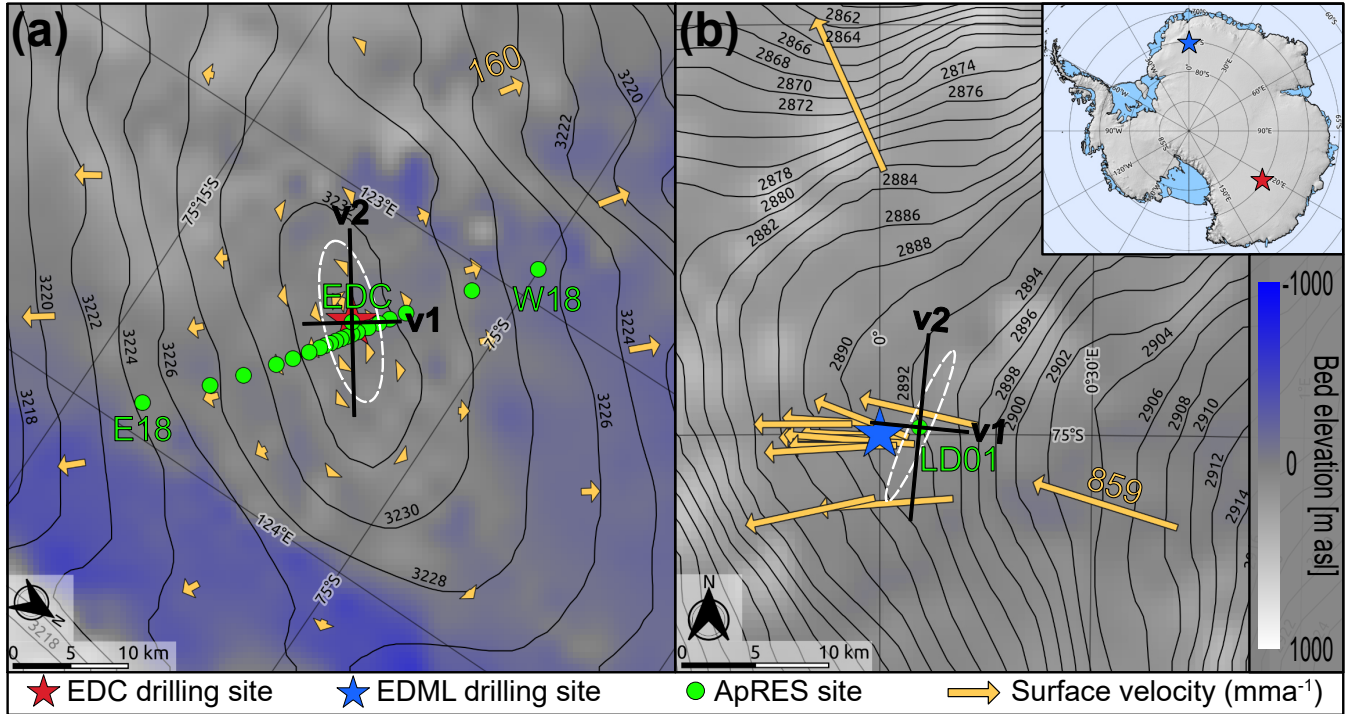 (a)
160
3220
3222
75°15'S
123°E
3230
v2
3220
3222
3224
3226
EDC
v1
W18
75°S
3224
3226
3218
E18
3230
124°E
3228
75°S
3218
N
0 5 10 km
(b)
2862
2864
2866
2868
2870
2872
2874
2876
2878
2880
2882
2884
2886
2888
2890
2892
2894
2896
2898
2900
2902
2904
2906
2908
2910
2912
2914
0°
0°30'E
75°S
v2
v1
LD01
859
N
0 5 10 km
90°W
90°E
-1000
0
1000
Bed elevation [m asl]
EDC drilling site
EDML drilling site
ApRES site
Surface velocity (mma⁻¹)